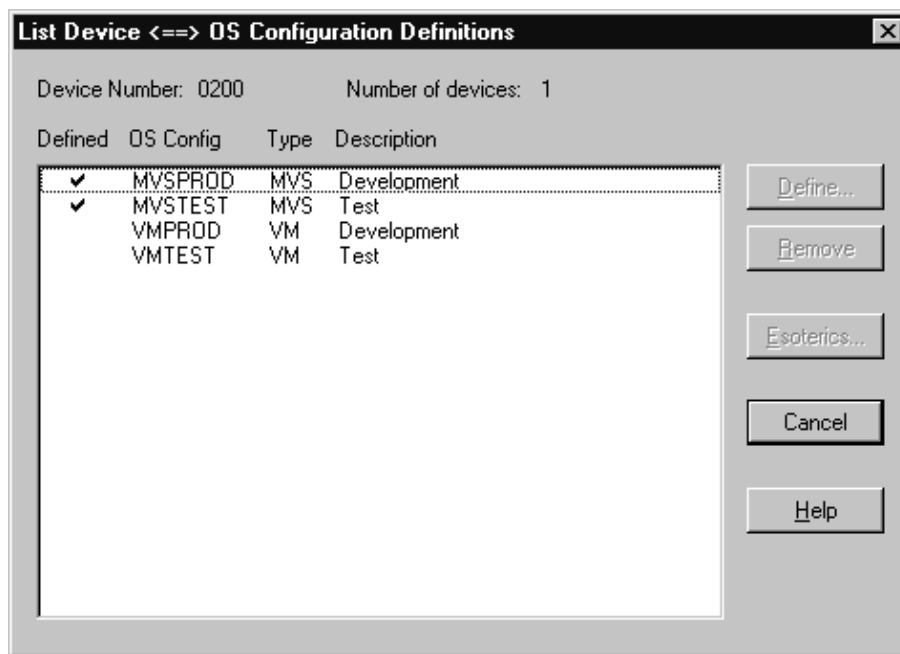 List Device <==> OS Configuration Definitions
Device Number: 0200 Number of devices: 1
Defined OS Config Type Description
✔ MVSPROD MVS Development
✔ MVSTEST MVS Test
VMPROD VM Development
VMTEST VM Test
Define...
Remove
Esoterics...
Cancel
Help